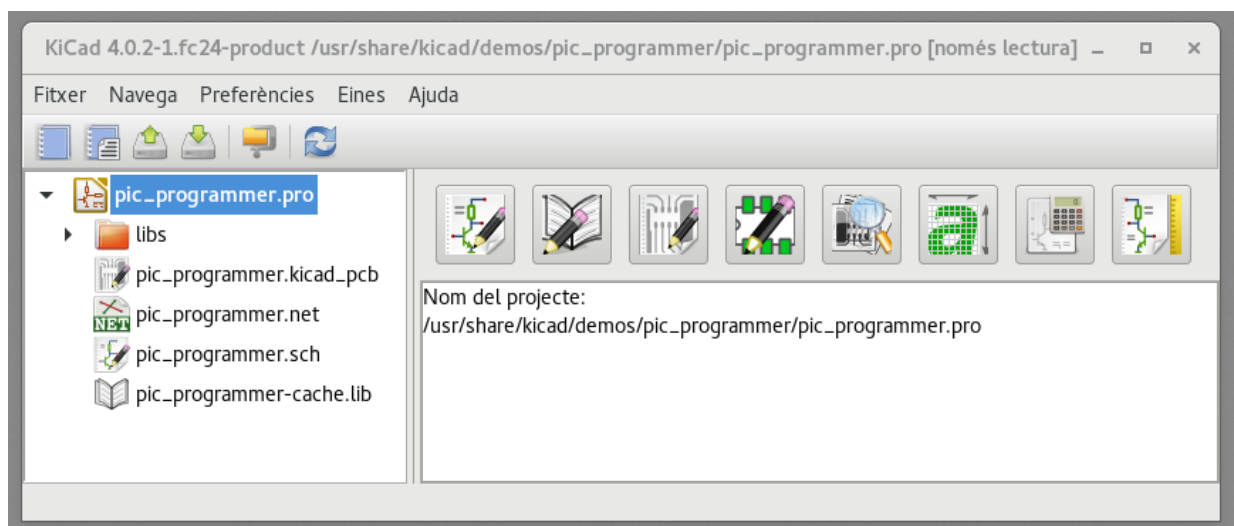 KiCad 4.0.2-1.fc24-product /usr/share/kicad/demos/pic_programmer/pic_programmer.pro [només lectura]
Fitxer Navega Preferències Eines Ajuda
pic_programmer.pro
libs
pic_programmer.kicad_pcb
NET pic_programmer.net
pic_programmer.sch
pic_programmer-cache.lib
a
Nom del projecte:
/usr/share/kicad/demos/pic_programmer/pic_programmer.pro